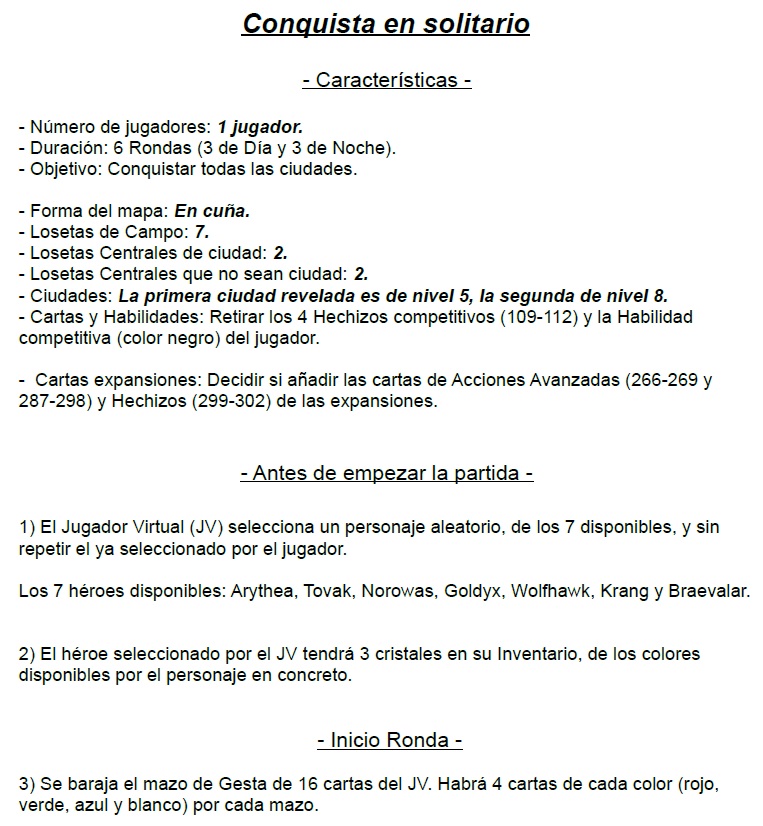 Conquista en solitario
- Características -
- Número de jugadores: 1 jugador.
- Duración: 6 Rondas (3 de Día y 3 de Noche).
- Objetivo: Conquistar todas las ciudades.
- Forma del mapa: En cuña.
- Losetas de Campo: 7.
- Losetas Centrales de ciudad: 2.
- Losetas Centrales que no sean ciudad: 2.
- Ciudades: La primera ciudad revelada es de nivel 5, la segunda de nivel 8.
- Cartas y Habilidades: Retirar los 4 Hechizos competitivos (109-112) y la Habilidad
competitiva (color negro) del jugador.
- Cartas expansiones: Decidir si añadir las cartas de Acciones Avanzadas (266-269 y
287-298) y Hechizos (299-302) de las expansiones.
- Antes de empezar la partida -
1) El Jugador Virtual (JV) selecciona un personaje aleatorio, de los 7 disponibles, y sin
repetir el ya seleccionado por el jugador.
Los 7 héroes disponibles: Arythea, Tovak, Norowas, Goldyx, Wolfhawk, Krang y Braevalar.
2) El héroe seleccionado por el JV tendrá 3 cristales en su Inventario, de los colores
disponibles por el personaje en concreto.
- Inicio Ronda -
3) Se baraja el mazo de Gesta de 16 cartas del JV. Habrá 4 cartas de cada color (rojo,
verde, azul y blanco) por cada mazo.